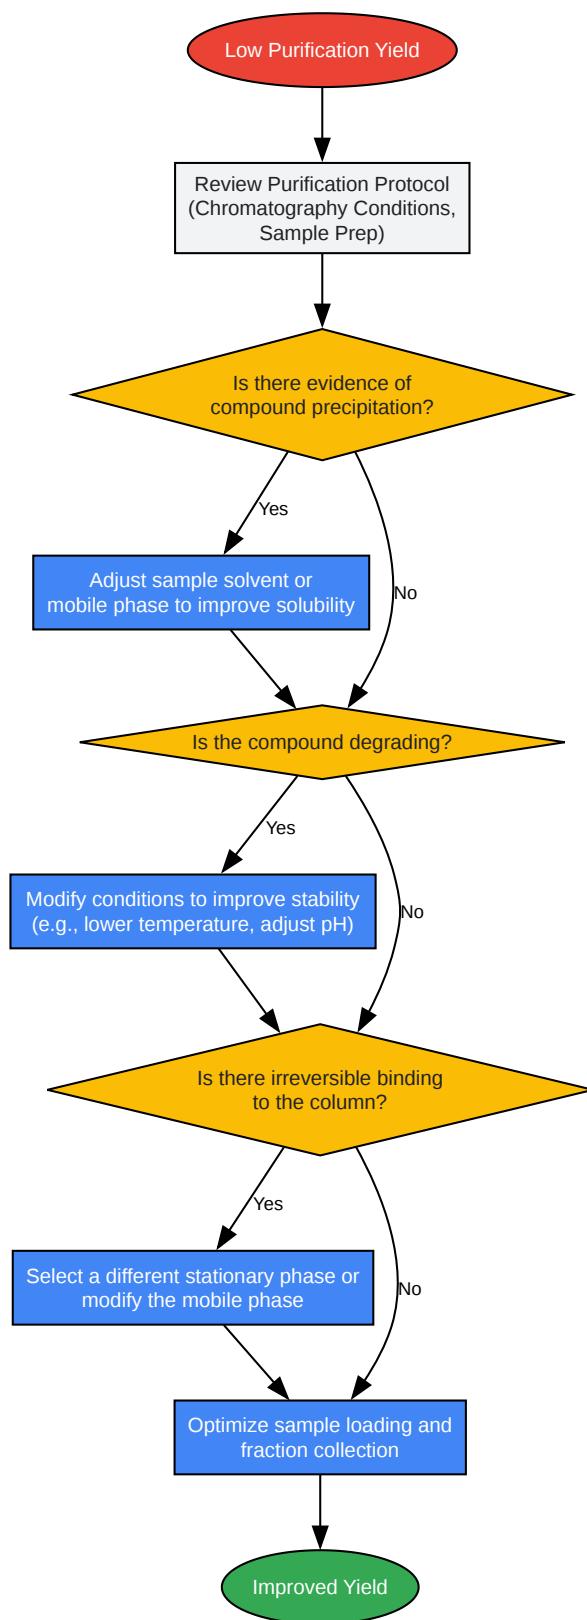 Low Purification Yield
Review Purification Protocol
(Chromatography Conditions,
Sample Prep)
Is there evidence of
compound precipitation?
Yes
Adjust sample solvent or
mobile phase to improve solubility
No
Is the compound degrading?
Yes
Modify conditions to improve stability
(e.g., lower temperature, adjust pH)
No
Is there irreversible binding
to the column?
Yes
Select a different stationary phase or
modify the mobile phase
No
Optimize sample loading and
fraction collection
Improved Yield